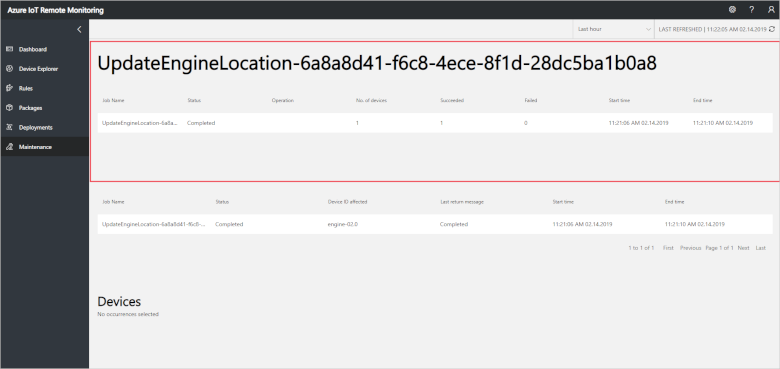 Azure IoT Remote Monitoring
Last hour
LAST REFRESHED | 11:22:05 AM 02.14.2019
Dashboard
Device Explorer
Rules
Packages
Deployments
Maintenance
UpdateEngineLocation-6a8a8d41-f6c8-4ece-8f1d-28dc5ba1b0a8
Job Name Status Operation No. of devices Succeeded Failed Start time End time
UpdateEngineLocation-6a8a... Completed 1 1 0 11:21:06 AM 02.14.2019 11:21:10 AM 02.14.2019
Job Name Status Device ID affected Last return message Start time End time
UpdateEngineLocation-6a8a8d41-f6c8-... Completed engine-02.0 Completed 11:21:06 AM 02.14.2019 11:21:10 AM 02.14.2019
1 to 1 of 1 First Previous Page 1 of 1 Next Last
Devices
No occurrences selected